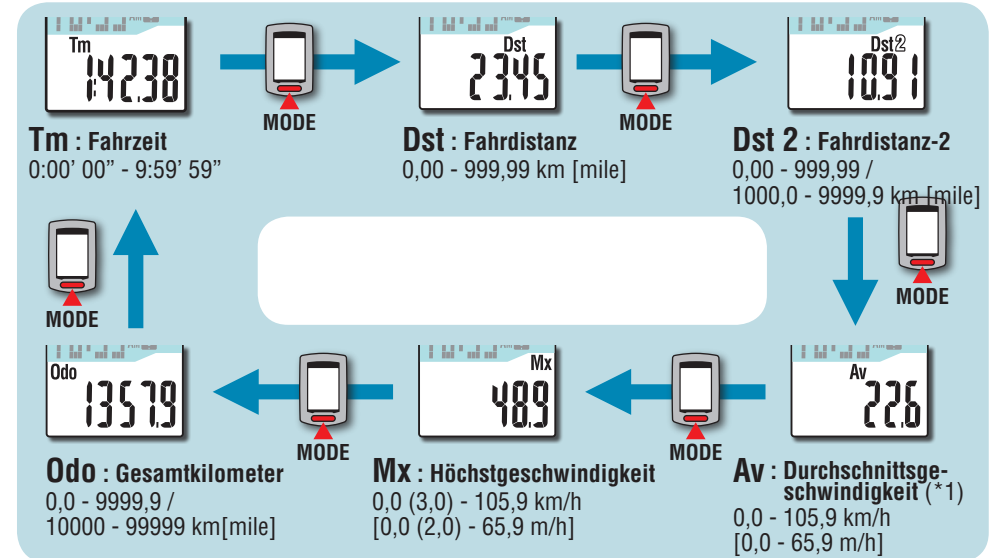 Tm
1:42.38
MODE
Dst
23.45
MODE
Dst2
10.91
Tm : Fahrzeit
0:00’ 00” - 9:59’ 59”
Dst : Fahrdistanz
0,00 - 999,99 km [mile]
Dst 2 : Fahrdistanz-2
0,00 - 999,99 /
1000,0 - 9999,9 km [mile]
MODE
MODE
Odo
1357.9
MODE
Mx
48.9
MODE
Av
22.6
Odo : Gesamtkilometer
0,0 - 9999,9 /
10000 - 99999 km[mile]
Mx : Höchstgeschwindigkeit
0,0 (3,0) - 105,9 km/h
[0,0 (2,0) - 65,9 m/h]
Av : Durchschnittsge-
schwindigkeit (*1)
0,0 - 105,9 km/h
[0,0 - 65,9 m/h]